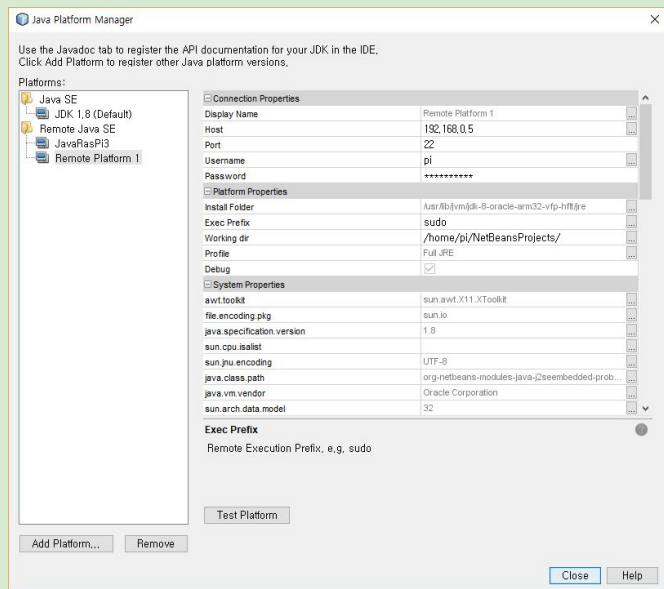 Java Platform Manager
Use the Javadoc tab to register the API documentation for your JDK in the IDE,
Click Add Platform to register other Java platform versions,
Platforms:
Java SE
JDK 1,8 (Default)
Remote Java SE
JavaRasPi3
Remote Platform 1
Connection Properties
Display Name Remote Platform 1 ...
Host 192,168,0,5 ...
Port 22
Username pi ...
Password **********
Platform Properties
Install Folder /usr/lib/jvm/jdk-8-oracle-arm32-vfp-hflt/jre ...
Exec Prefix sudo ...
Working dir /home/pi/NetBeansProjects/ ...
Profile Full JRE ...
Debug
System Properties
awt.toolkit sun.awt.X11.XToolkit ...
file.encoding.pkg sun.io ...
java.specification.version 1.8 ...
sun.cpu.isalist ...
sun.jnu.encoding UTF-8 ...
java.class.path org-netbeans-modules-java-j2seembedded-prob... ...
java.vm.vendor Oracle Corporation ...
sun.arch.data.model 32 ...
Exec Prefix
Remote Execution Prefix, e,g, sudo
?
Test Platform
Add Platform,,,
Remove
Close
Help